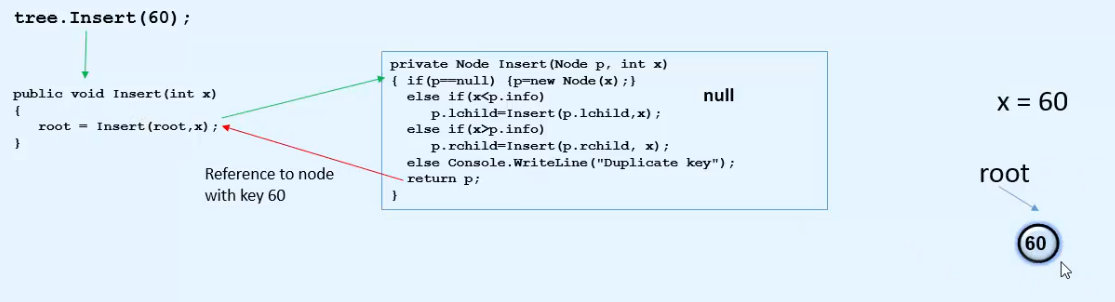 tree.Insert(60);
public void Insert(int x)
{
root = Insert(root,x);
}
Reference to node
with key 60
private Node Insert(Node p, int x)
{ if(p==null) {p=new Node(x);}
else if(x<p.info)
p.lchild=Insert(p.lchild,x);
else if(x>p.info)
p.rchild=Insert(p.rchild, x);
else Console.WriteLine("Duplicate key");
return p;
}
null
x = 60
root
60